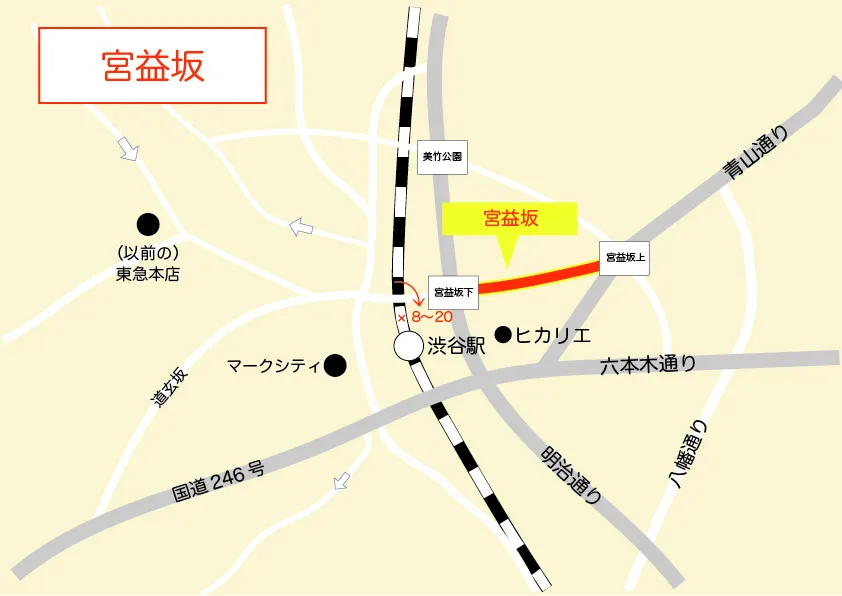 宮益坂
美竹公園
青山通り
宮益坂
(以前の)
東急本店
宮益坂上
宮益坂下
× 8〜20
渋谷駅
ヒカリエ
マークシティ
六本木通り
道玄坂
八幡通り
国道246号
明治通り